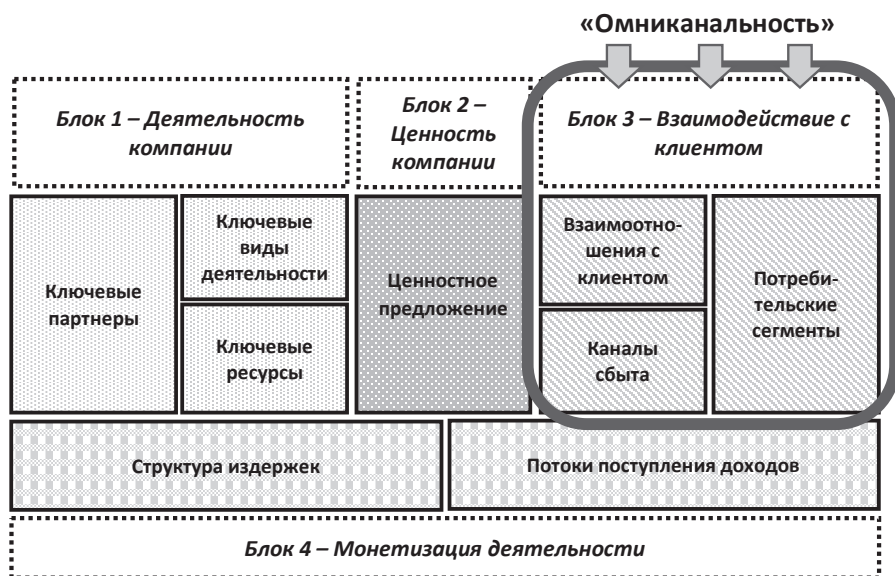 «Омниканальность»
Блок 1 – Деятельность
компании
Блок 2 –
Ценность
компании
Блок 3 – Взаимодействие с
клиентом
Ключевые
партнеры
Ключевые
виды
деятельности
Ключевые
ресурсы
Ценностное
предложение
Взаимоотно-
шения с
клиентом
Каналы
сбыта
Потреби-
тельские
сегменты
Структура издержек
Потоки поступления доходов
Блок 4 – Монетизация деятельности